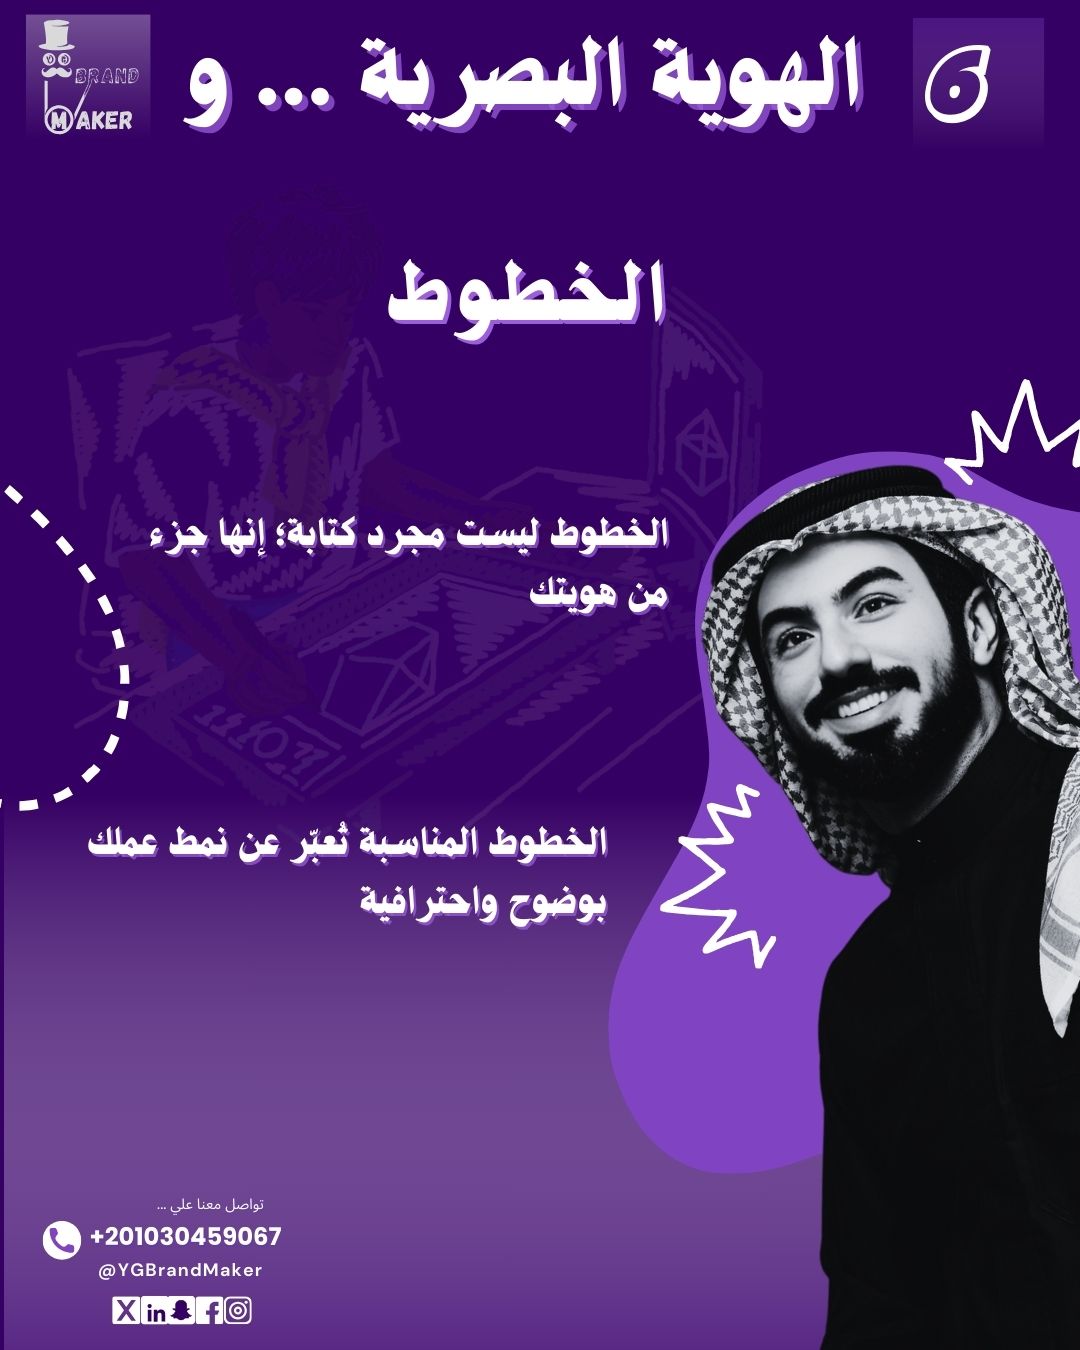 6
الهوية البصرية ... و
YG
BRAND
MAKER
الخطوط
الخطوط ليست مجرد كتابة؛ إنها جزء
من هويتك
الخطوط المناسبة تُعبّر عن نمط عملك
بوضوح واحترافية
تواصل معنا علي ...
+201030459067
@YGBrandMaker